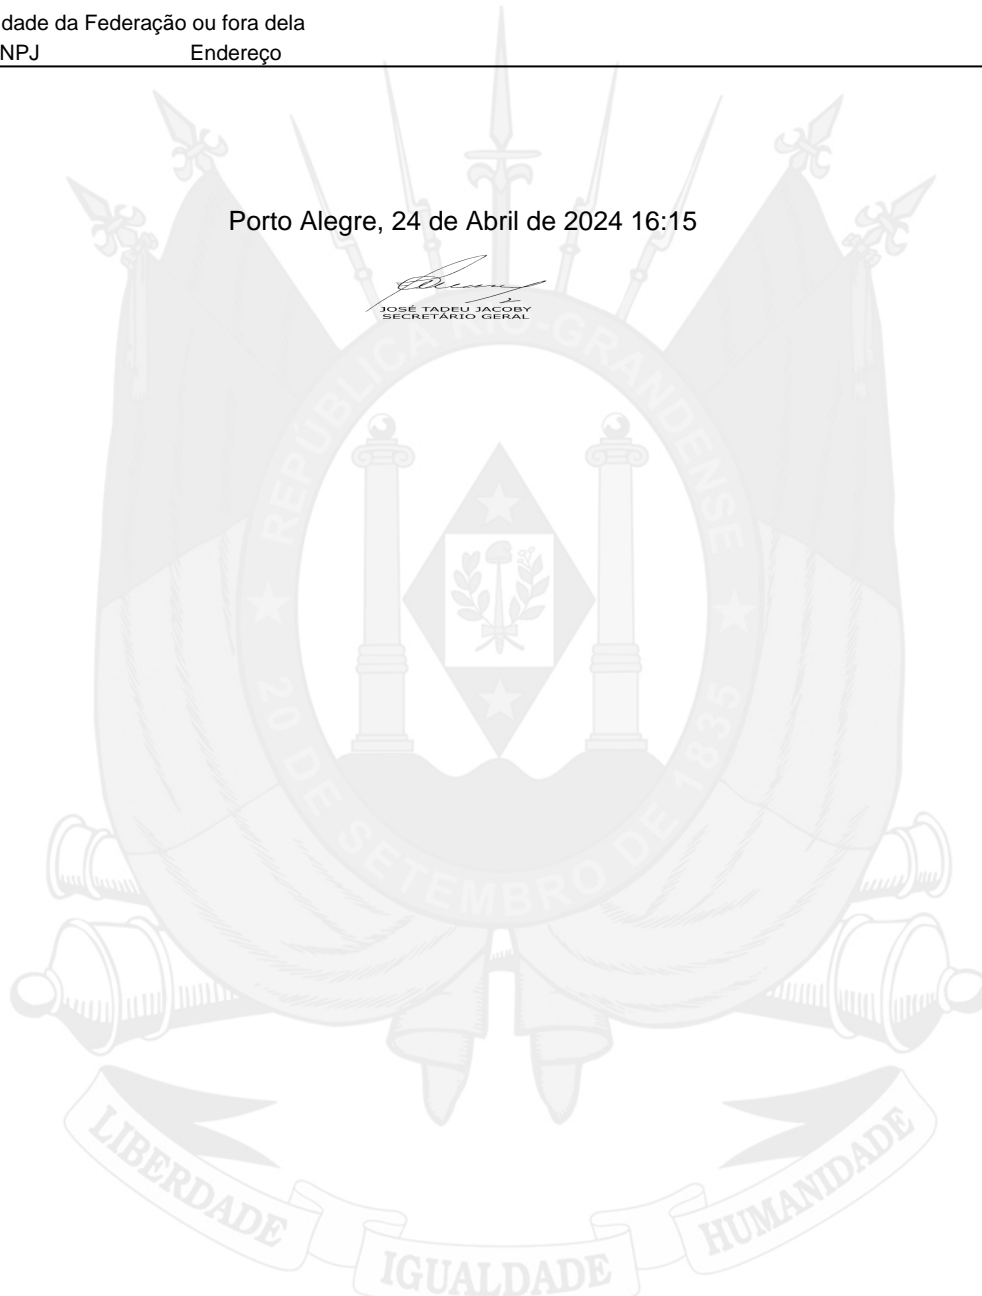 dade da Federação ou fora dela
NPJ Endereço
Porto Alegre, 24 de Abril de 2024 16:15
JOSÉ TADEU JACOBY
SECRETÁRIO GERAL
REPÚBLICA RIO-GRANDENSE
20 DE SETEMBRO DE 1835
LIBERDADE IGUALDADE HUMANIDADE